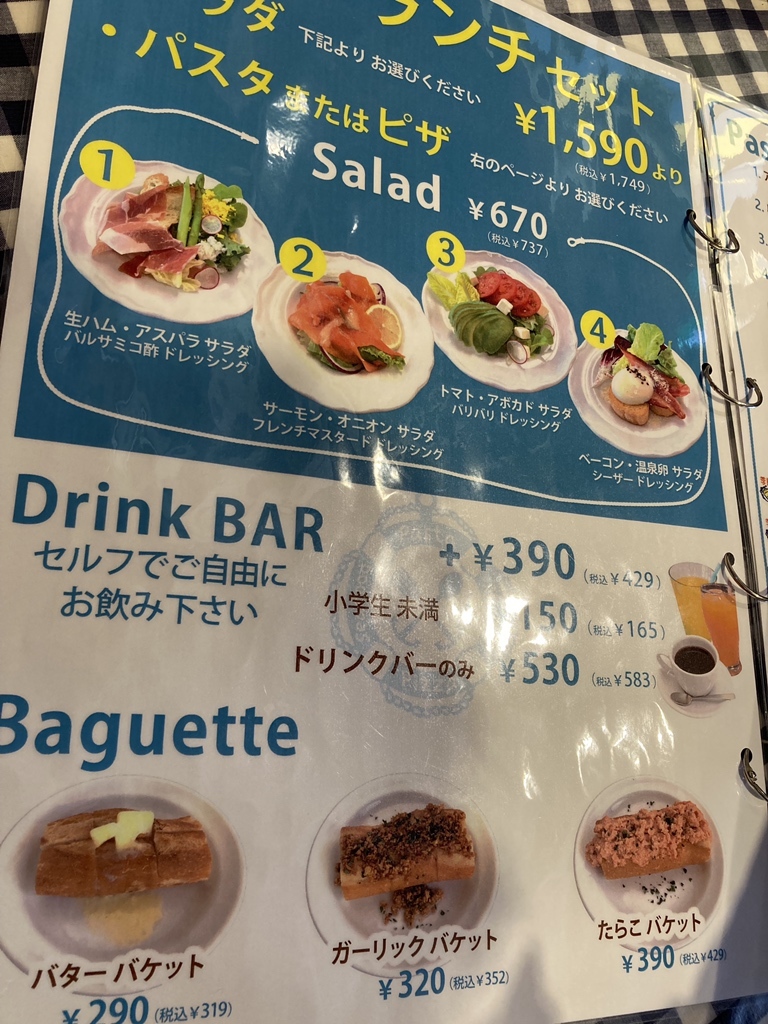 ランチセット
ラダ 下記より お選びください
¥1,590より
(税込¥1,749)
・パスタまたはピザ 右のページより お選びください
Salad ¥670
(税込¥737)
1
生ハム・アスパラ サラダ
バルサミコ酢 ドレッシング
2
サーモン・オニオン サラダ
フレンチマスタード ドレッシング
3
トマト・アボカド サラダ
バリバリ ドレッシング
4
ベーコン・温泉卵 サラダ
シーザー ドレッシング
Drink BAR
セルフでご自由に
お飲み下さい
+ ¥390 (税込¥429)
小学生 未満 ¥150 (税込¥165)
ドリンクバーのみ ¥530 (税込¥583)
Baguette
バター バケット
¥290 (税込¥319)
ガーリック バケット
¥320 (税込¥352)
たらこ バケット
¥390 (税込¥429)
Pas
1.
2.
3.